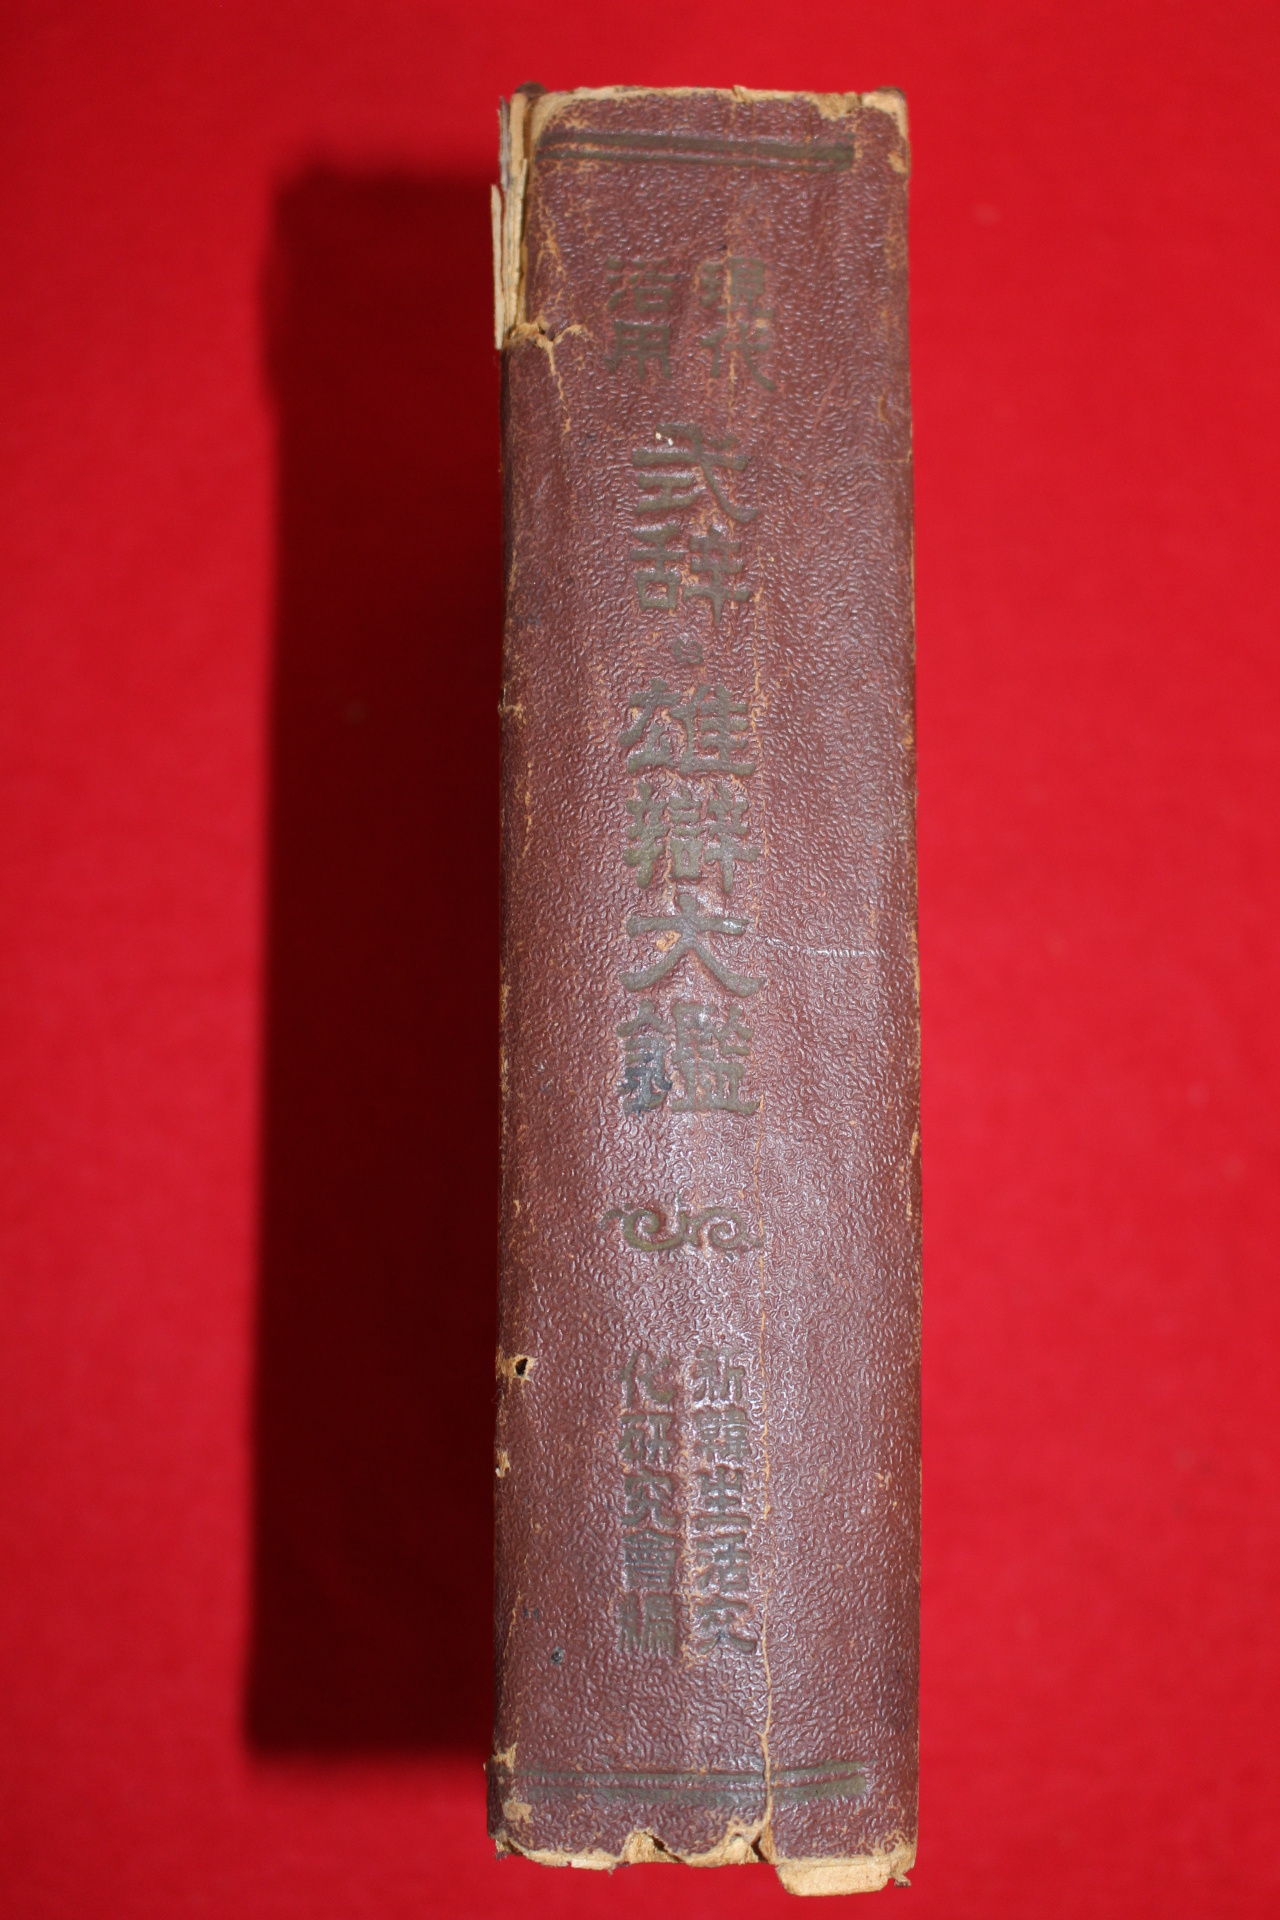 現代
活用
式辞·雄辯大鑑
新韓生活文
化研究會編